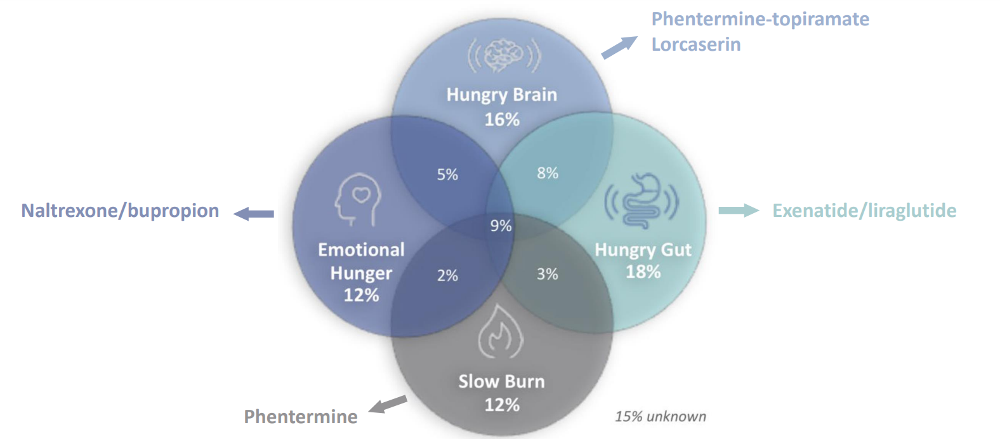 Phentermine-topiramate
Lorcaserin
Hungry Brain
16%
5%
8%
Naltrexone/bupropion
Exenatide/liraglutide
9%
Emotional
Hunger
12%
Hungry Gut
18%
2%
3%
Slow Burn
12%
Phentermine
15% unknown